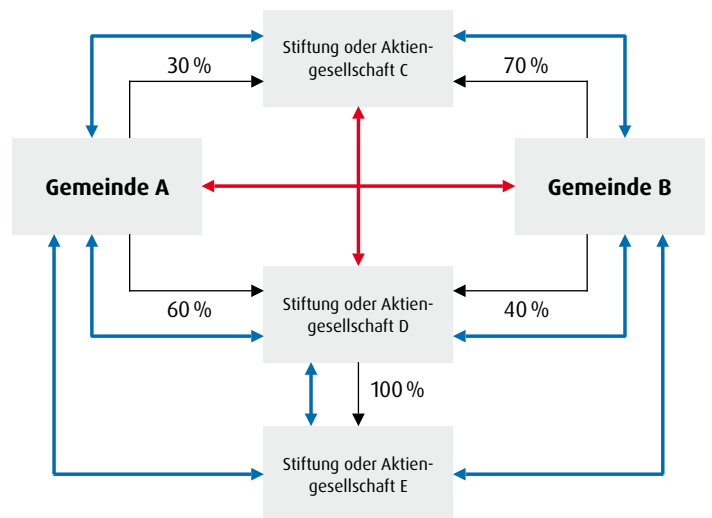 Stiftung oder Aktien-
gesellschaft C
30 %
70 %
Gemeinde A
Gemeinde B
Stiftung oder Aktien-
gesellschaft D
60 %
40 %
100 %
Stiftung oder Aktien-
gesellschaft E